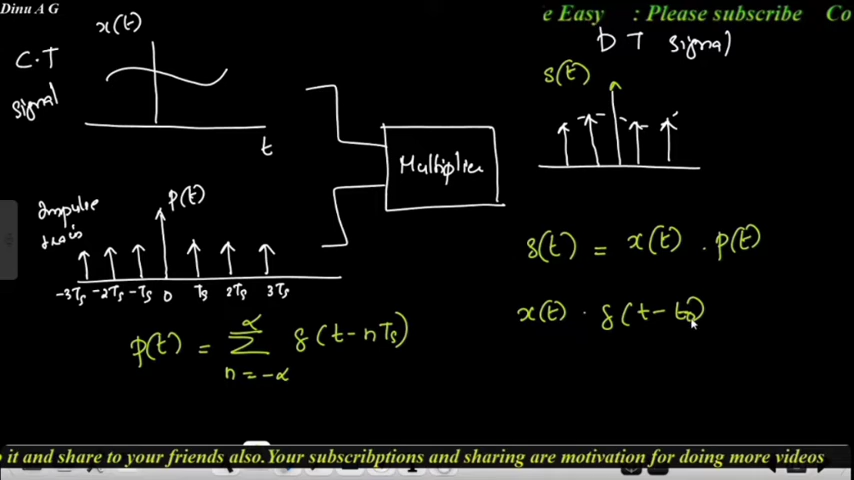 Dinu A G
e Easy : Please subscribe Co
x(t)
C.T
signal
t
DT signal
s(t)
Multiplier
Impulse
train
p(t)
-3Ts -2Ts -Ts 0 Ts 2Ts 3Ts
s(t) = x(t) . p(t)
x(t) . δ(t-t0)
p(t) = ∑ δ(t-nTs)
α
n=-α
o it and share to your friends also.Your subscribptions and sharing are motivation for doing more videos